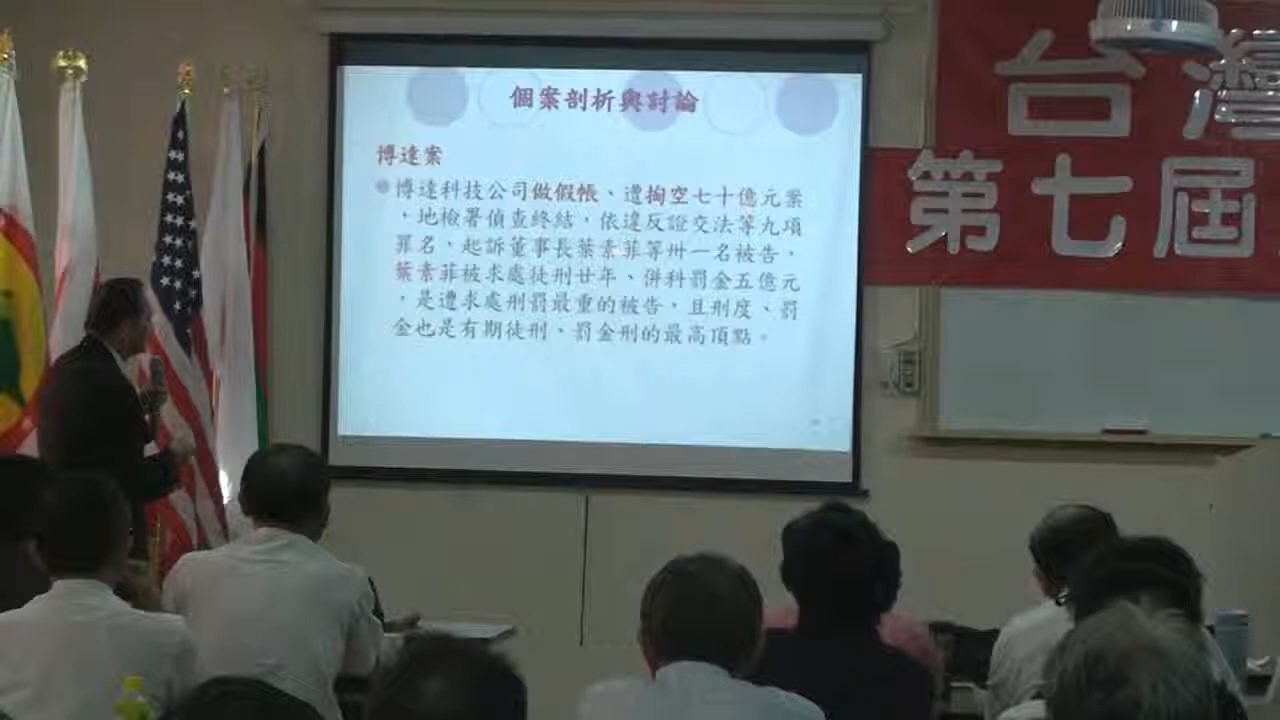 個案剖析與討論
博達案
博達科技公司做假帳、遭掏空七十億元案
，地檢署偵查終結，依違反證交法等九項
罪名，起訴董事長葉素菲等卅一名被告，
葉素菲被求處徒刑廿年、併科罰金五億元
，是遭求處刑罰最重的被告，且刑度、罰
金也是有期徒刑、罰金刑的最高頂點。
台灣
第七屆